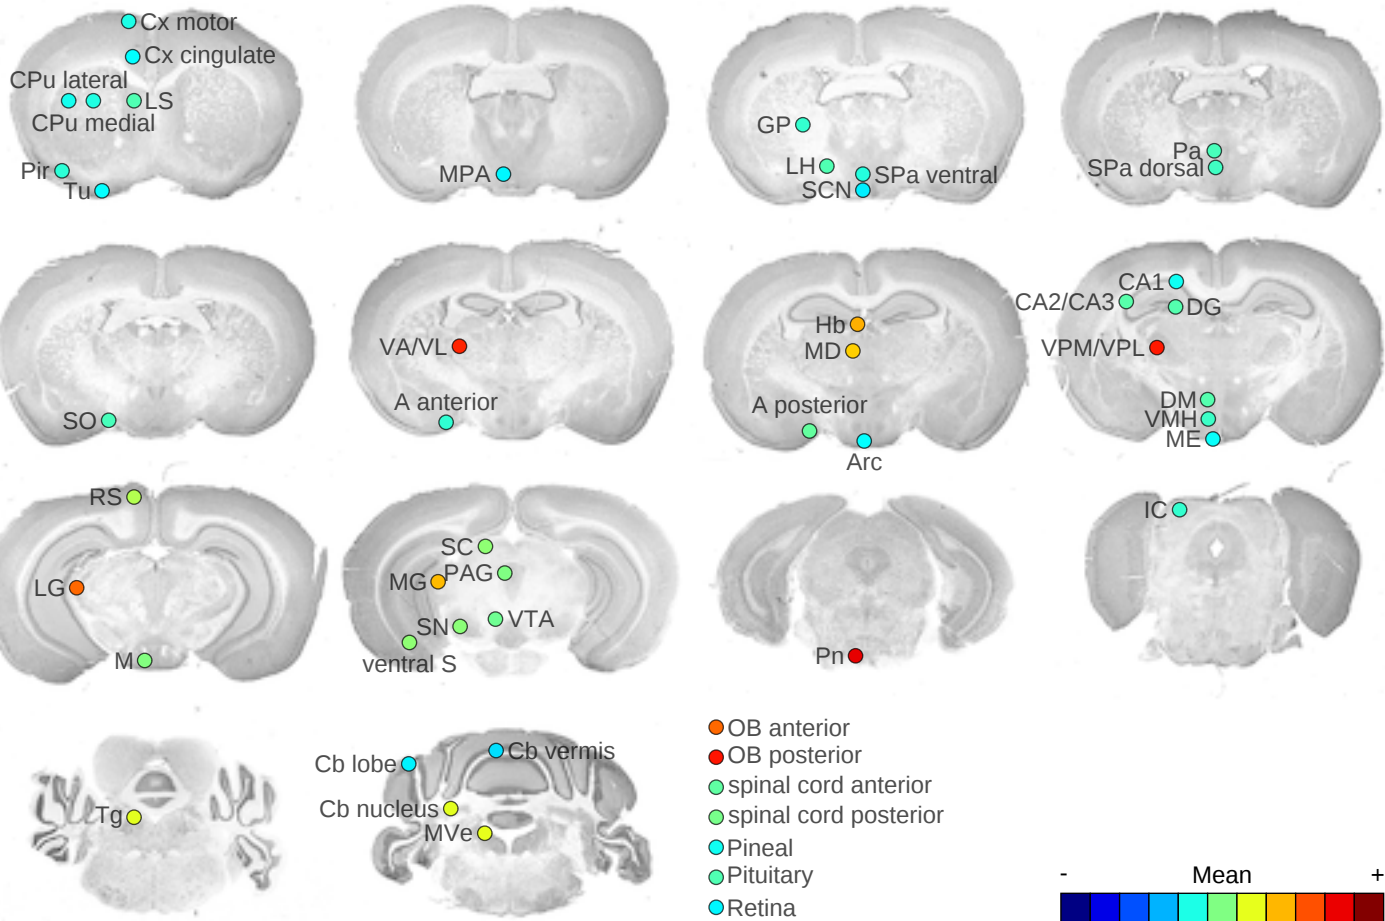 Cx motor
Cx cingulate
CPu lateral
LS
CPu medial
Pir
Tu
MPA
GP
LH
SPa ventral
SCN
Pa
SPa dorsal
SO
VA/VL
A anterior
Hb
MD
A posterior
Arc
CA1
CA2/CA3
DG
VPM/VPL
DM
VMH
ME
RS
LG
M
SC
PAG
MG
VTA
SN
ventral S
Pn
IC
Tg
Cb lobe
Cb vermis
Cb nucleus
MVe
OB anterior
OB posterior
spinal cord anterior
spinal cord posterior
Pineal
Pituitary
Retina
- Mean +